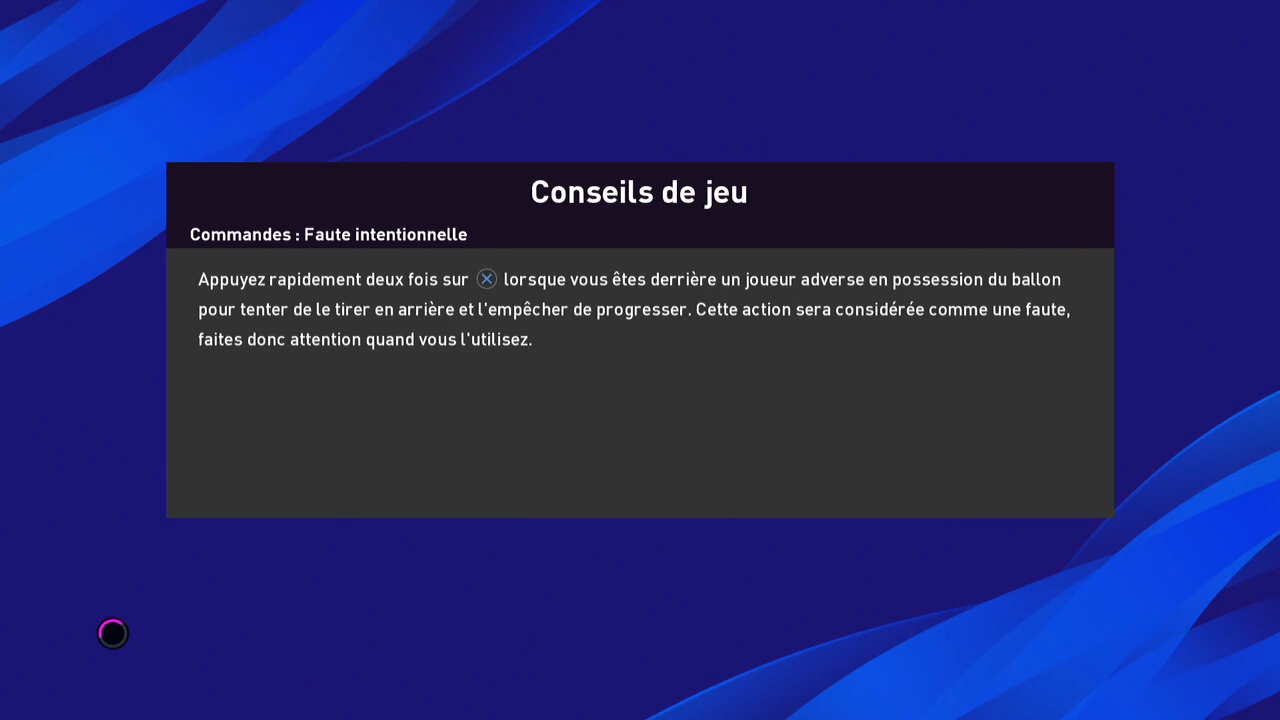 Conseils de jeu
Commandes : Faute intentionnelle
Appuyez rapidement deux fois sur lorsque vous êtes derrière un joueur adverse en possession du ballon
pour tenter de le tirer en arrière et l'empêcher de progresser. Cette action sera considérée comme une faute,
faites donc attention quand vous l'utilisez.